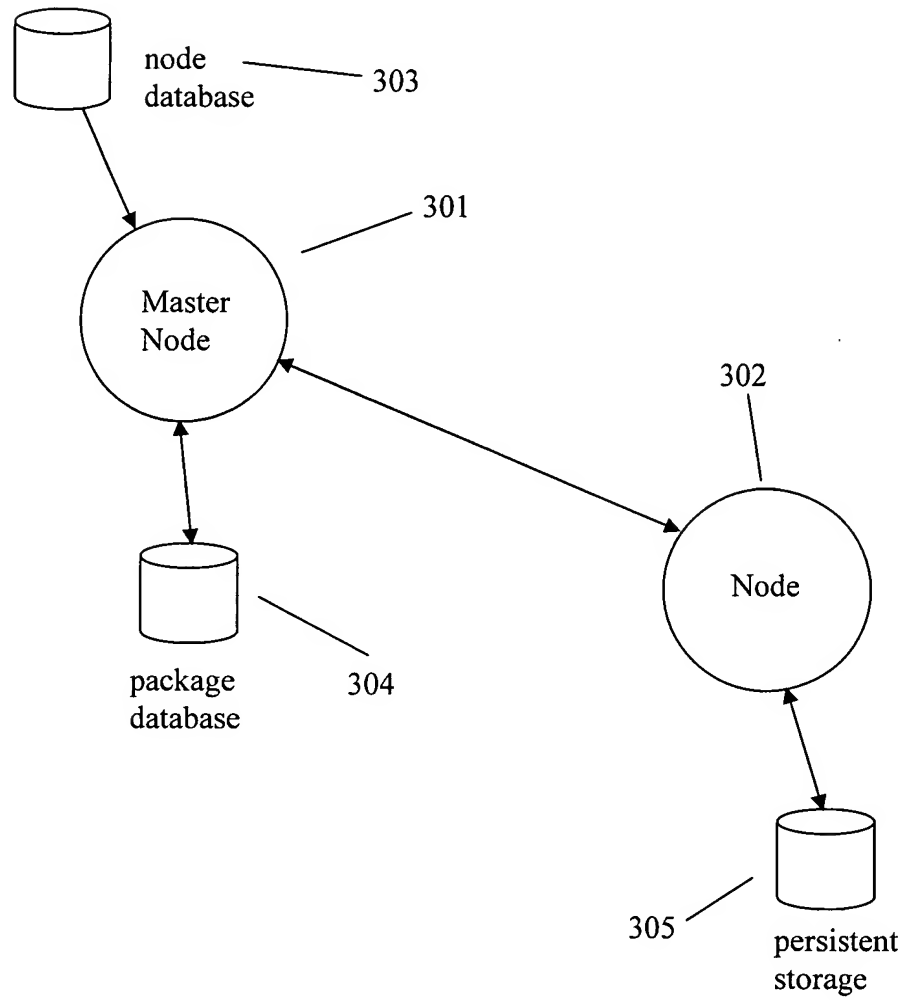 node
database
303
301
Master
Node
302
Node
package
database
304
305
persistent
storage